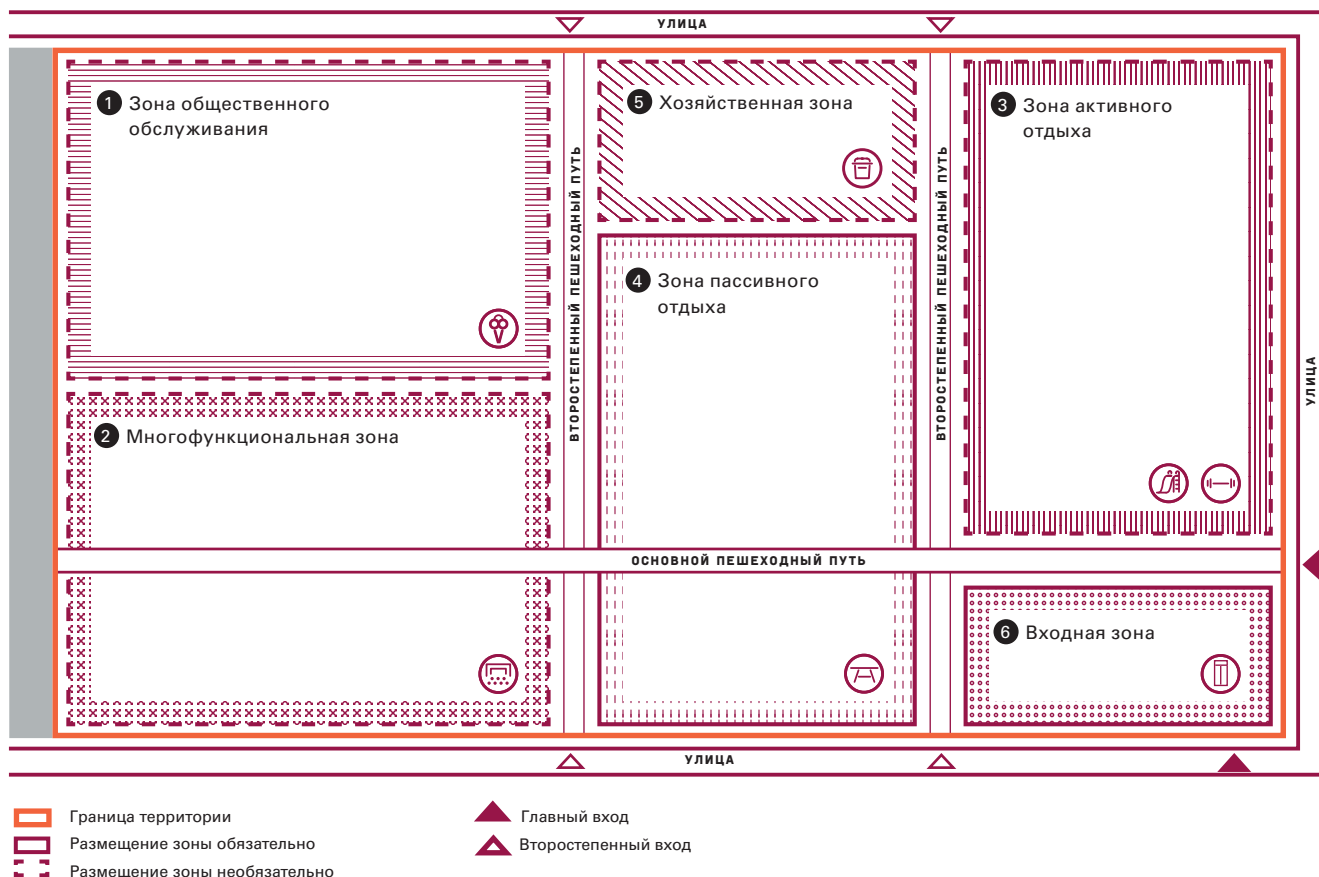 УЛИЦА
1 Зона общественного
обслуживания
5 Хозяйственная зона
3 Зона активного
отдыха
ВТОРОСТЕПЕННЫЙ ПЕШЕХОДНЫЙ ПУТЬ
ВТОРОСТЕПЕННЫЙ ПЕШЕХОДНЫЙ ПУТЬ
4 Зона пассивного
отдыха
УЛИЦА
2 Многофункциональная зона
ОСНОВНОЙ ПЕШЕХОДНЫЙ ПУТЬ
6 Входная зона
УЛИЦА
Граница территории
Размещение зоны обязательно
Размещение зоны необязательно
Главный вход
Второстепенный вход